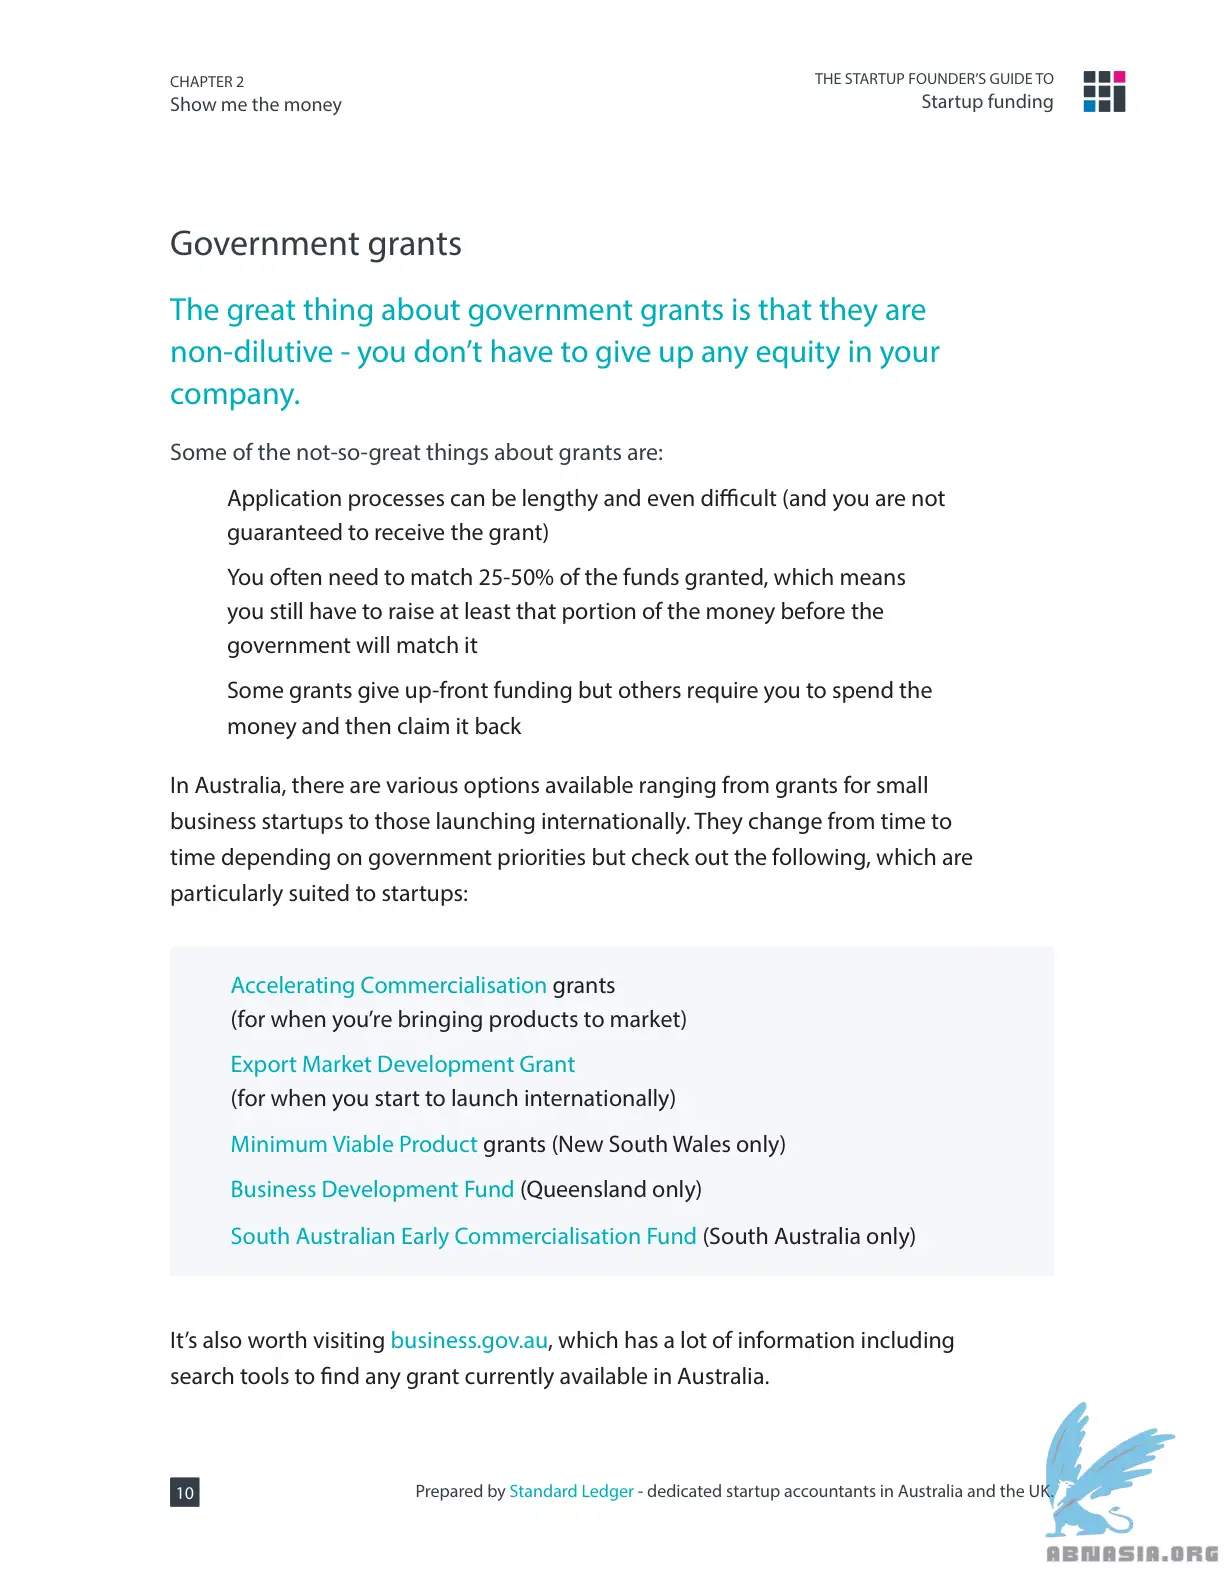 CHAPTER 2
Show me the money
THE STARTUP FOUNDER’S GUIDE TO
Startup funding
Government grants
The great thing about government grants is that they are
non-dilutive - you don’t have to give up any equity in your
company.
Some of the not-so-great things about grants are:
Application processes can be lengthy and even difficult (and you are not
guaranteed to receive the grant)
You often need to match 25-50% of the funds granted, which means
you still have to raise at least that portion of the money before the
government will match it
Some grants give up-front funding but others require you to spend the
money and then claim it back
In Australia, there are various options available ranging from grants for small
business startups to those launching internationally. They change from time to
time depending on government priorities but check out the following, which are
particularly suited to startups:
Accelerating Commercialisation grants
(for when you’re bringing products to market)
Export Market Development Grant
(for when you start to launch internationally)
Minimum Viable Product grants (New South Wales only)
Business Development Fund (Queensland only)
South Australian Early Commercialisation Fund (South Australia only)
It’s also worth visiting business.gov.au, which has a lot of information including
search tools to find any grant currently available in Australia.
10
Prepared by Standard Ledger - dedicated startup accountants in Australia and the UK.
ABNASIA.ORG